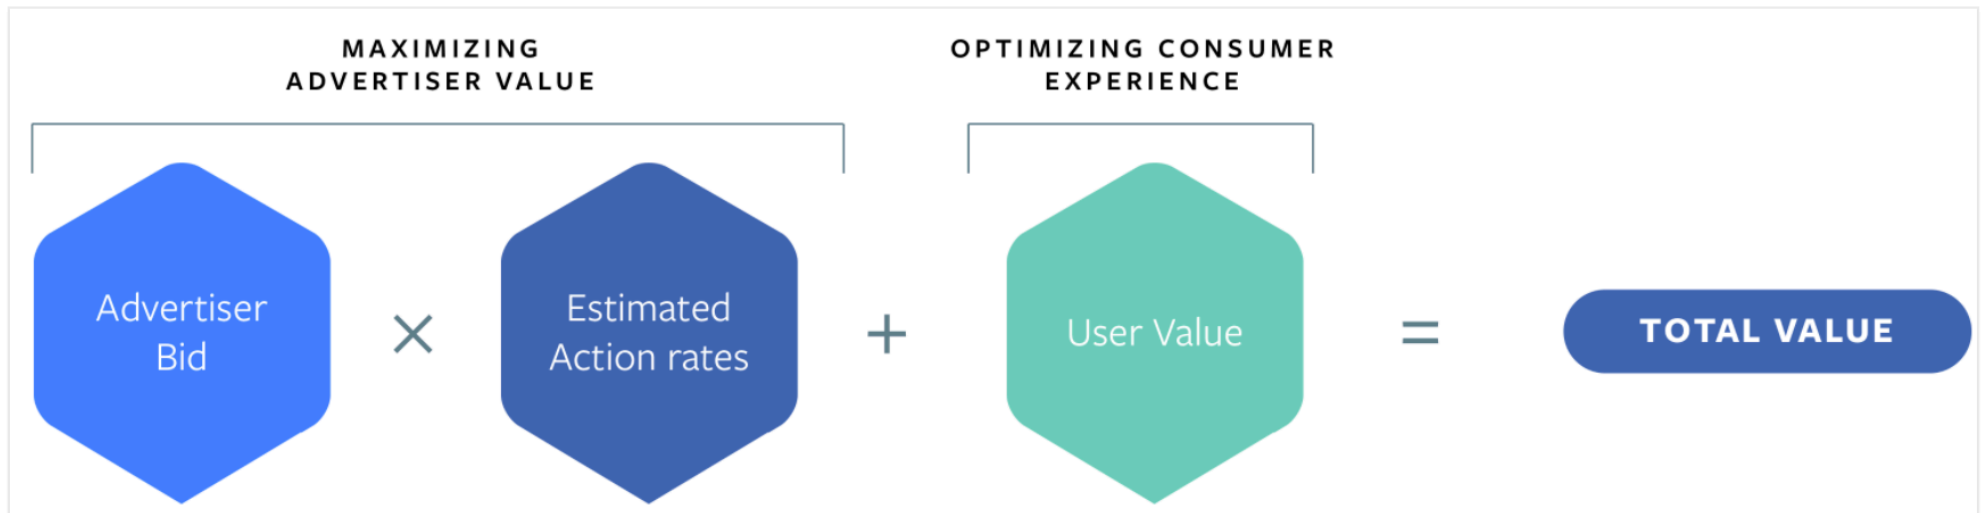 MAXIMIZING
ADVERTISER VALUE
OPTIMIZING CONSUMER
EXPERIENCE
Advertiser
Bid
×
Estimated
Action rates
+
User Value
=
TOTAL VALUE